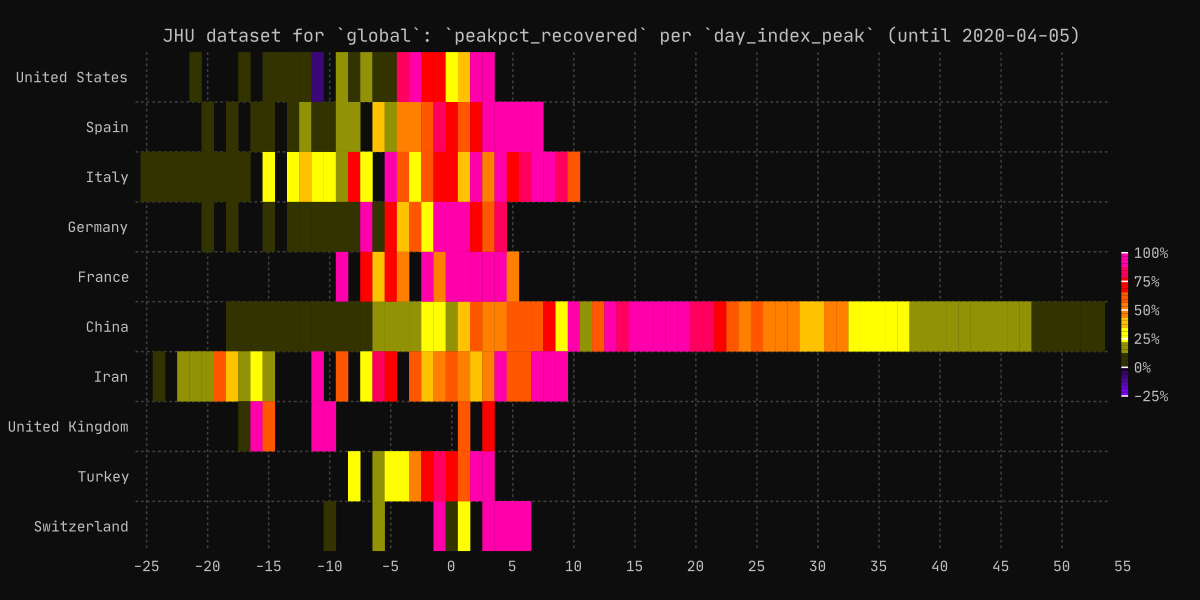 JHU dataset for `global`: `peakpct_recovered` per `day_index_peak` (until 2020-04-05)
United States
Spain
Italy
Germany
France
China
Iran
United Kingdom
Turkey
Switzerland
100%
75%
50%
25%
0%
-25%
-25 -20 -15 -10 -5 0 5 10 15 20 25 30 35 40 45 50 55